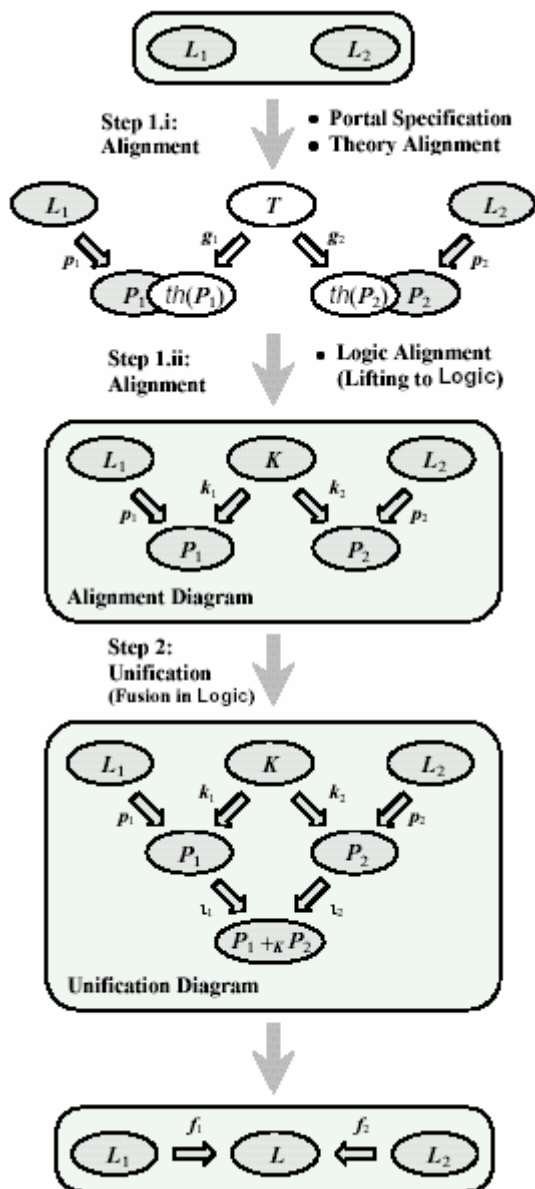 L₁ L₂
Step 1.i:
Alignment
• Portal Specification
• Theory Alignment
L₁ T L₂
p₁ g₁ g₂ p₂
P₁ th(P₁) th(P₂) P₂
Step 1.ii:
Alignment
• Logic Alignment
(Lifting to Logic)
L₁ K L₂
p₁ k₁ k₂ p₂
P₁ P₂
Alignment Diagram
Step 2:
Unification
(Fusion in Logic)
L₁ K L₂
p₁ k₁ k₂ p₂
P₁ P₂
ι₁ ι₂
P₁ +K P₂
Unification Diagram
f₁ f₂
L₁ L L₂